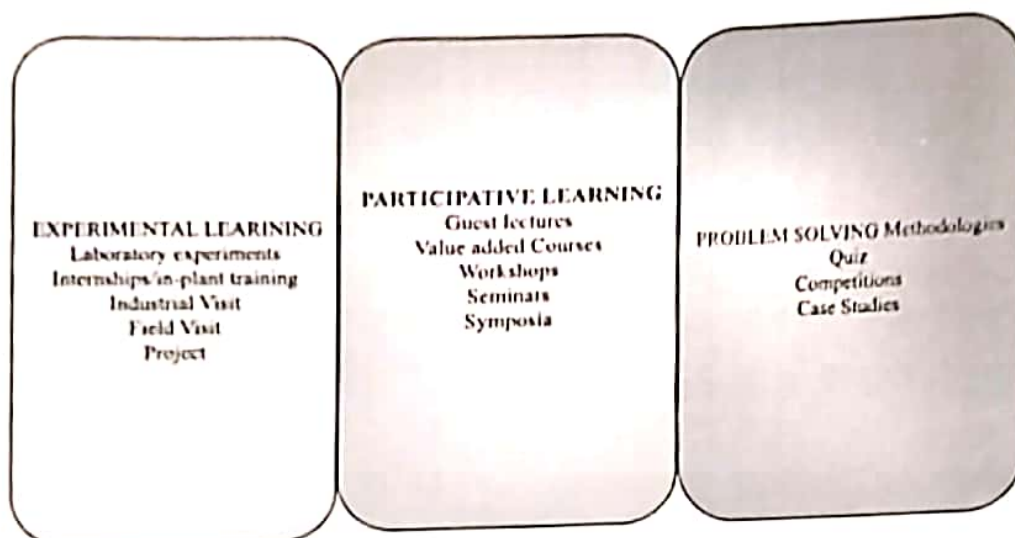 EXPERIMENTAL LEARINING
Laboratory experiments
Internships/in-plant training
Industrial Visit
Field Visit
Project
PARTICIPATIVE LEARNING
Guest lectures
Value added Courses
Workshops
Seminars
Symposia
PROBLEM SOLVING Methodologies
Quiz
Competitions
Case Studies